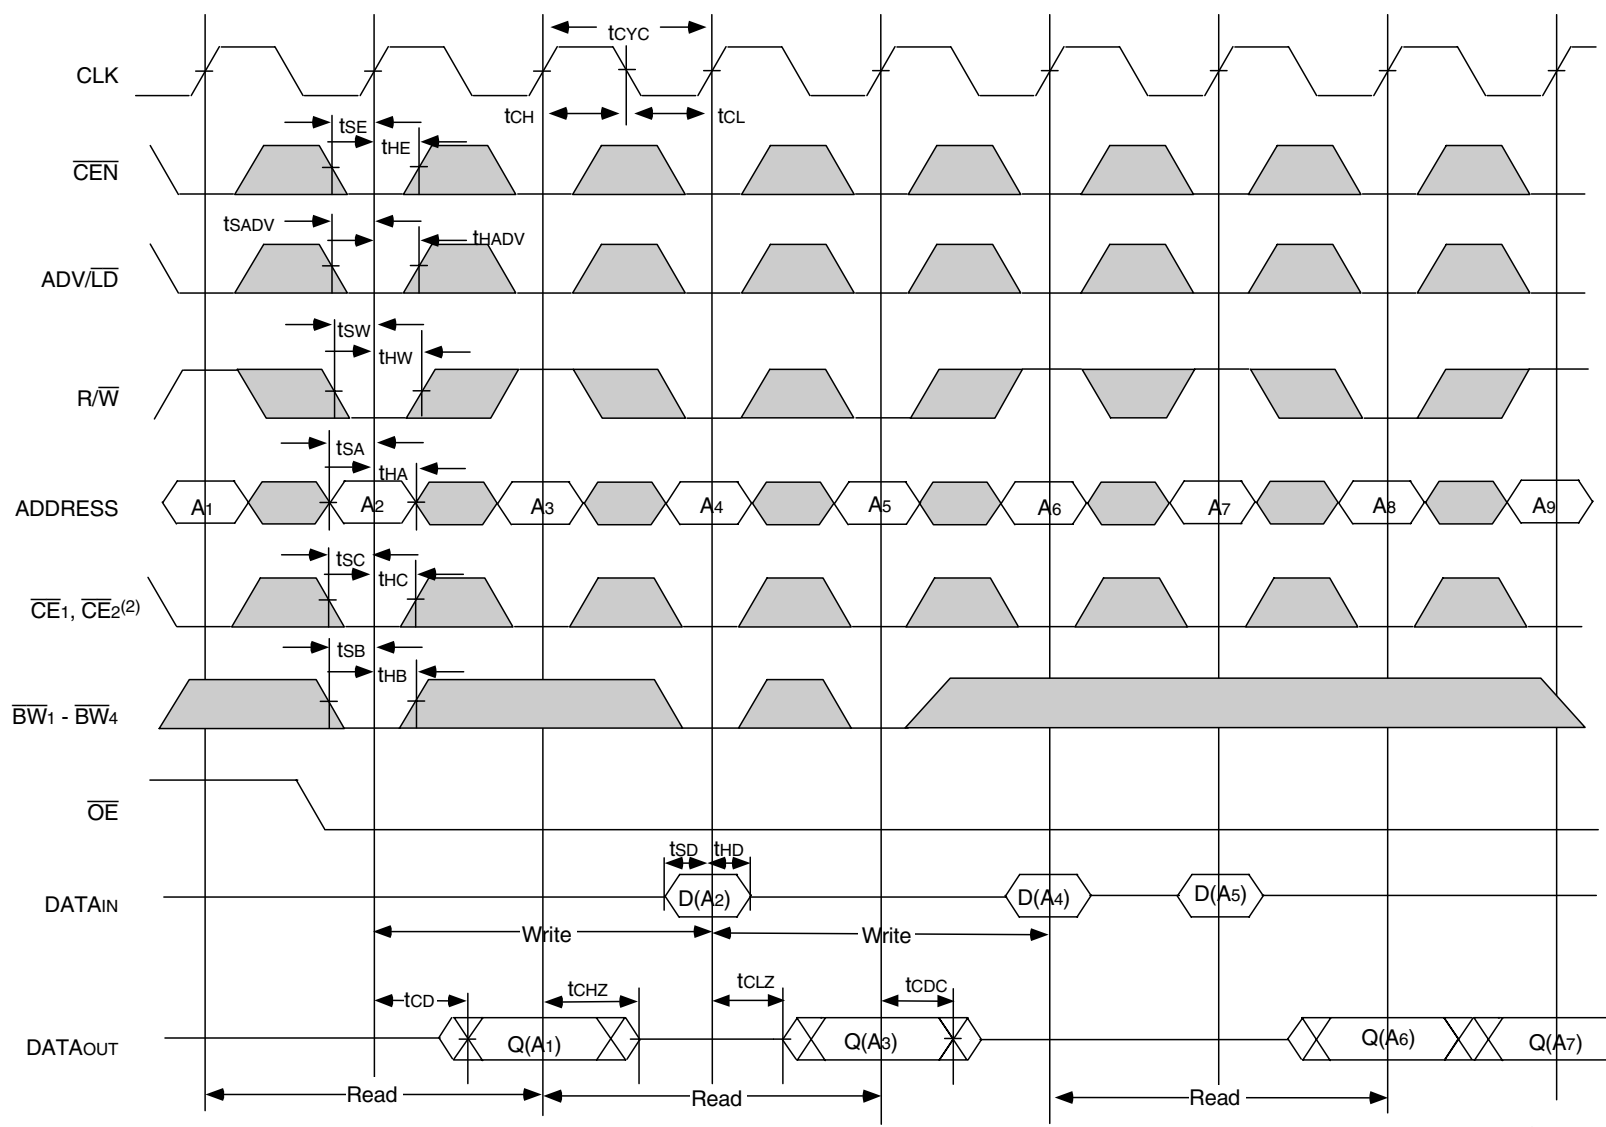 tCYC
CLK
tCH
tCL
tSE
tHE
CEN
tSADV
tHADV
ADV/LD
tSW
tHW
R/W
tSA
tHA
ADDRESS A1 A2 A3 A4 A5 A6 A7 A8 A9
tSC
tHC
CE1, CE2(2)
tSB
tHB
BW1 - BW4
OE
tSD tHD
DATAIN D(A2) D(A4) D(A5)
Write Write
tCD tCHZ tCLZ tCDC
DATAOUT Q(A1) Q(A3) Q(A6) Q(A7)
Read Read Read